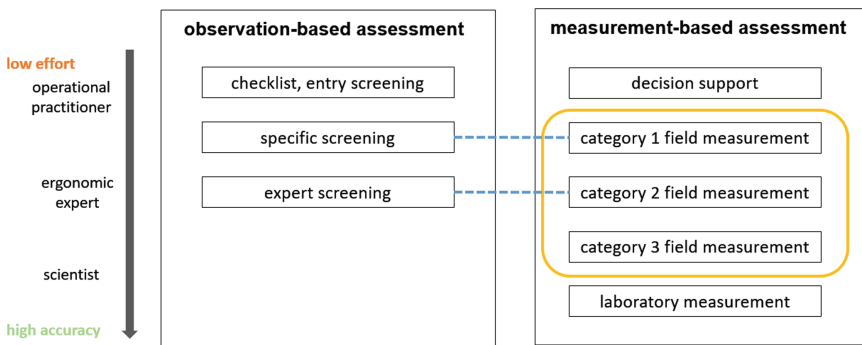 observation-based assessment
measurement-based assessment
low effort
operational
practitioner
ergonomic
expert
scientist
high accuracy
checklist, entry screening
specific screening
expert screening
decision support
category 1 field measurement
category 2 field measurement
category 3 field measurement
laboratory measurement